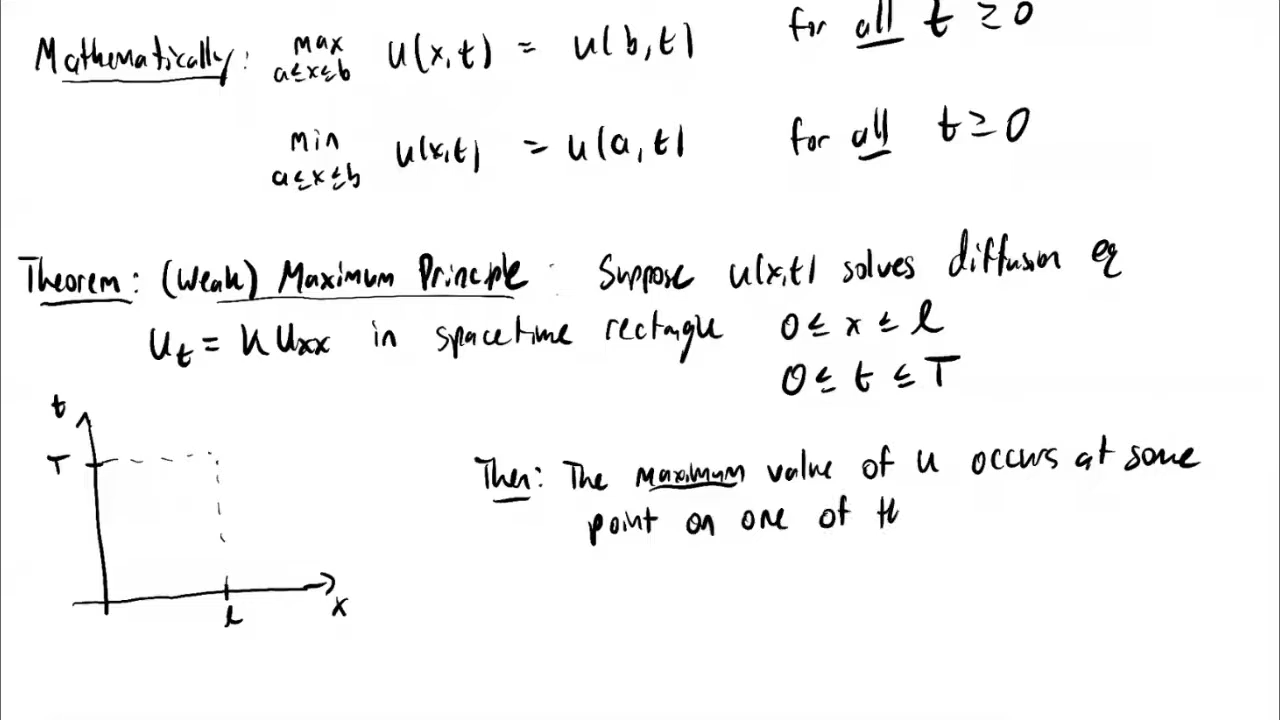 Mathematically: max a≤x≤b u(x,t) = u(b,t) for all t ≥ 0
min a≤x≤b u(x,t) = u(a,t) for all t ≥ 0
Theorem: (Weak) Maximum Principle: Suppose u(x,t) solves diffusion eq
u_t = k u_xx in spacetime rectangle 0 ≤ x ≤ l
0 ≤ t ≤ T
t
T
l
x
Then: The maximum value of u occurs at some
point on one of th